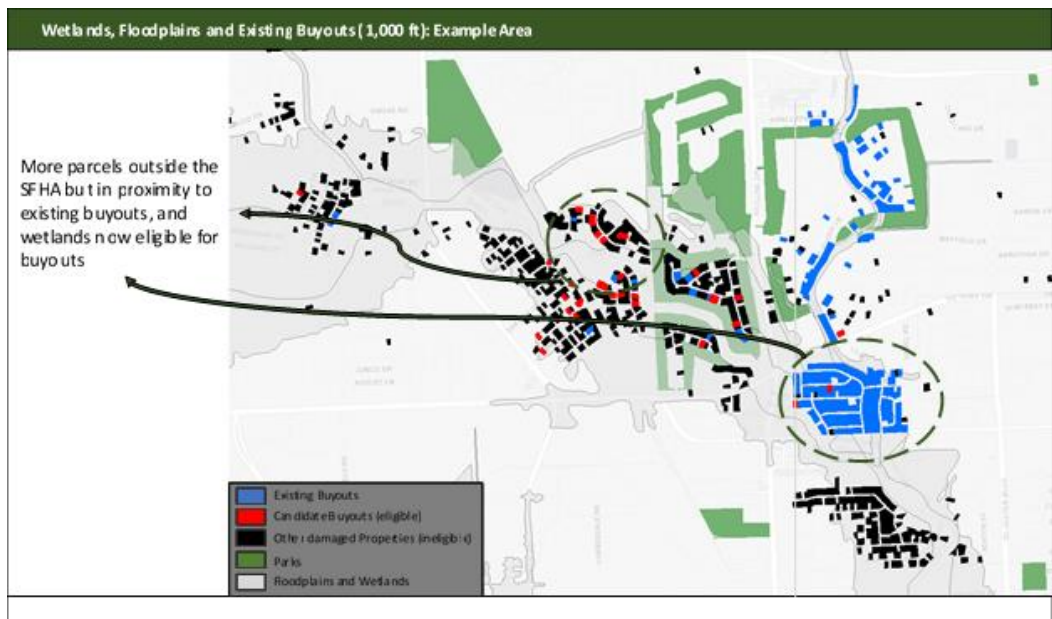 Wetlands, Floodplains and Existing Buyouts (1,000 ft): Example Area
More parcels outside the
SFHA but in proximity to
existing buyouts, and
wetlands now eligible for
buyouts
Existing Buyouts
Candidate Buyouts (eligible)
Other damaged Properties (ineligible)
Parks
Floodplains and Wetlands